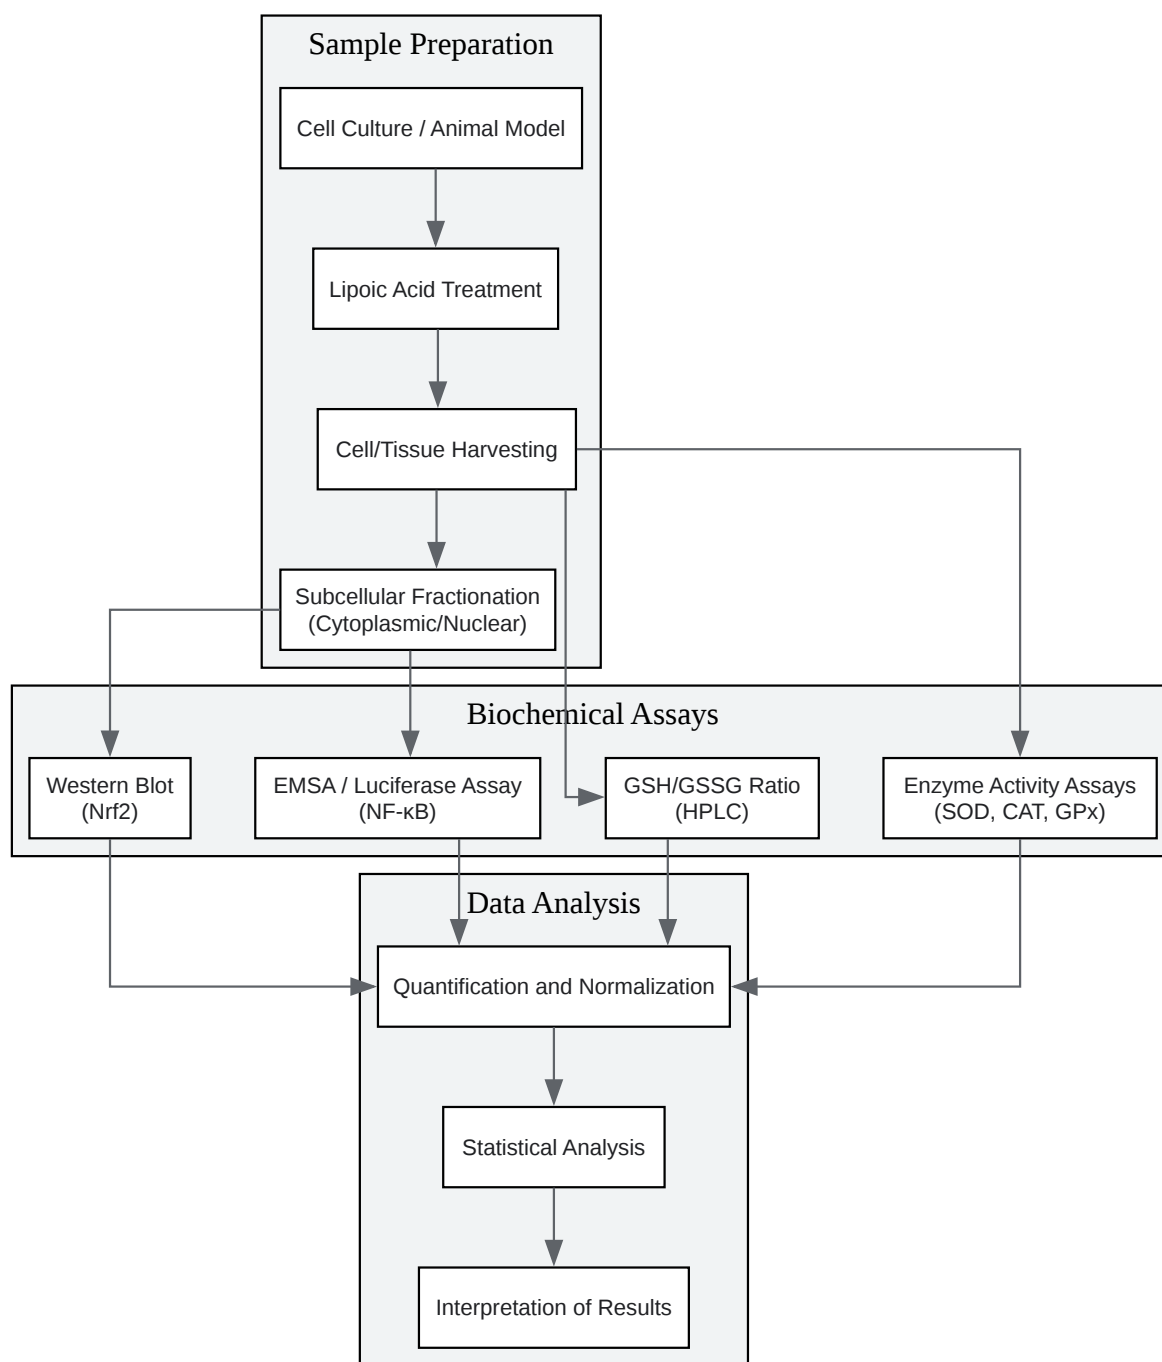 Sample Preparation
Cell Culture / Animal Model
Lipoic Acid Treatment
Cell/Tissue Harvesting
Subcellular Fractionation
(Cytoplasmic/Nuclear)
Biochemical Assays
Western Blot
(Nrf2)
EMSA / Luciferase Assay
(NF-κB)
GSH/GSSG Ratio
(HPLC)
Enzyme Activity Assays
(SOD, CAT, GPx)
Data Analysis
Quantification and Normalization
Statistical Analysis
Interpretation of Results